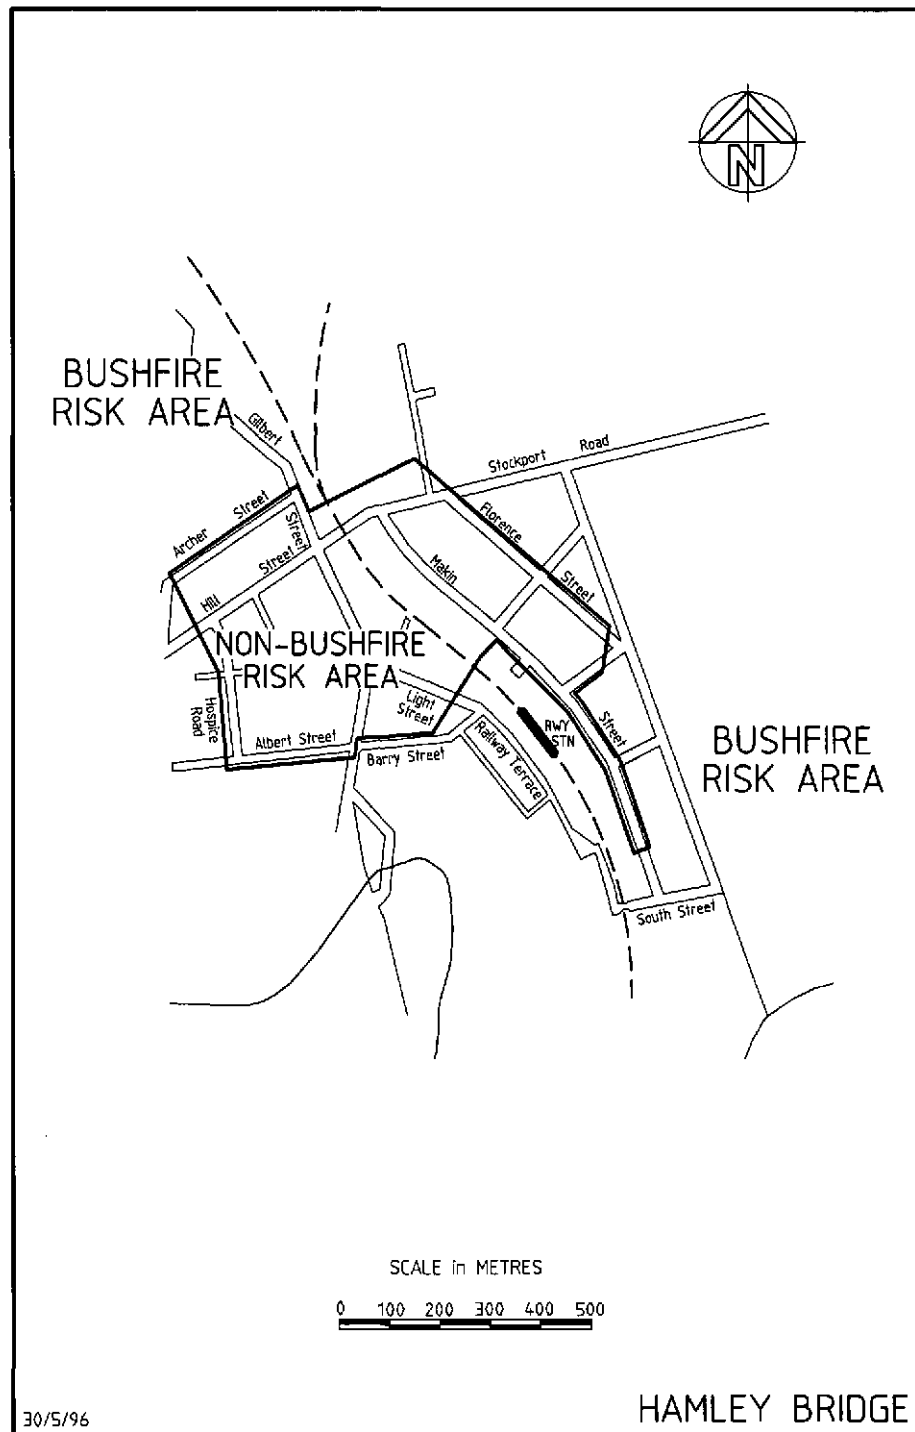 N
BUSHFIRE
RISK AREA
Gilbert
Street
Stockport Road
Archer Street
Florence
Street
Hill Street
Makin
Street
NON-BUSHFIRE
RISK AREA
Hospice
Road
Light
Street
RWY
STN
Albert Street
Barry Street
Railway Terrace
BUSHFIRE
RISK AREA
South Street
SCALE in METRES
0 100 200 300 400 500
30/5/96
HAMLEY BRIDGE